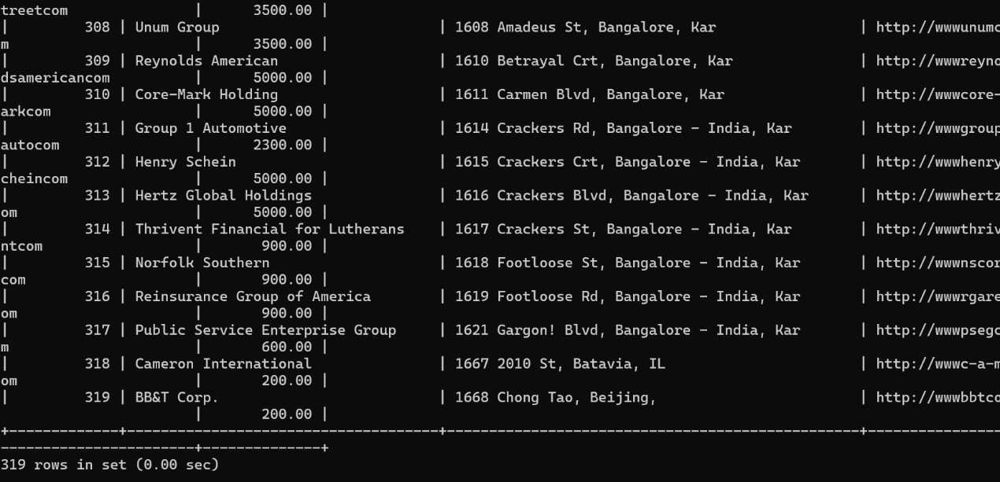 treetcom                       |      3500.00 |
|         308 | Unum Group                          | 1608 Amadeus St, Bangalore, Kar                 | http://wwwunumc
m                       |      3500.00 |
|         309 | Reynolds American                   | 1610 Betrayal Crt, Bangalore, Kar               | http://wwwreyno
dsamericancom          |      5000.00 |
|         310 | Core-Mark Holding                   | 1611 Carmen Blvd, Bangalore, Kar                | http://wwwcore-
arkcom                 |      5000.00 |
|         311 | Group 1 Automotive                  | 1614 Crackers Rd, Bangalore - India, Kar        | http://wwwgroup
autocom                |      2300.00 |
|         312 | Henry Schein                        | 1615 Crackers Crt, Bangalore - India, Kar       | http://wwwhenry
cheincom               |      5000.00 |
|         313 | Hertz Global Holdings               | 1616 Crackers Blvd, Bangalore - India, Kar      | http://wwwhertz
om                     |      5000.00 |
|         314 | Thrivent Financial for Lutherans    | 1617 Crackers St, Bangalore - India, Kar        | http://wwwthriv
ntcom                  |       900.00 |
|         315 | Norfolk Southern                    | 1618 Footloose St, Bangalore - India, Kar       | http://wwwnscor
com                    |       900.00 |
|         316 | Reinsurance Group of America        | 1619 Footloose Rd, Bangalore - India, Kar       | http://wwwrgare
om                     |       900.00 |
|         317 | Public Service Enterprise Group     | 1621 Gargon! Blvd, Bangalore - India, Kar       | http://wwwpsegc
m                      |       600.00 |
|         318 | Cameron International               | 1667 2010 St, Batavia, IL                       | http://wwwc-a-m
om                     |       200.00 |
|         319 | BB&T Corp.                          | 1668 Chong Tao, Beijing,                        | http://wwwbbtco
                       |       200.00 |
+-------------+-------------------------------------+-------------------------------------------------+----------------
-----------------------+--------------+
319 rows in set (0.00 sec)